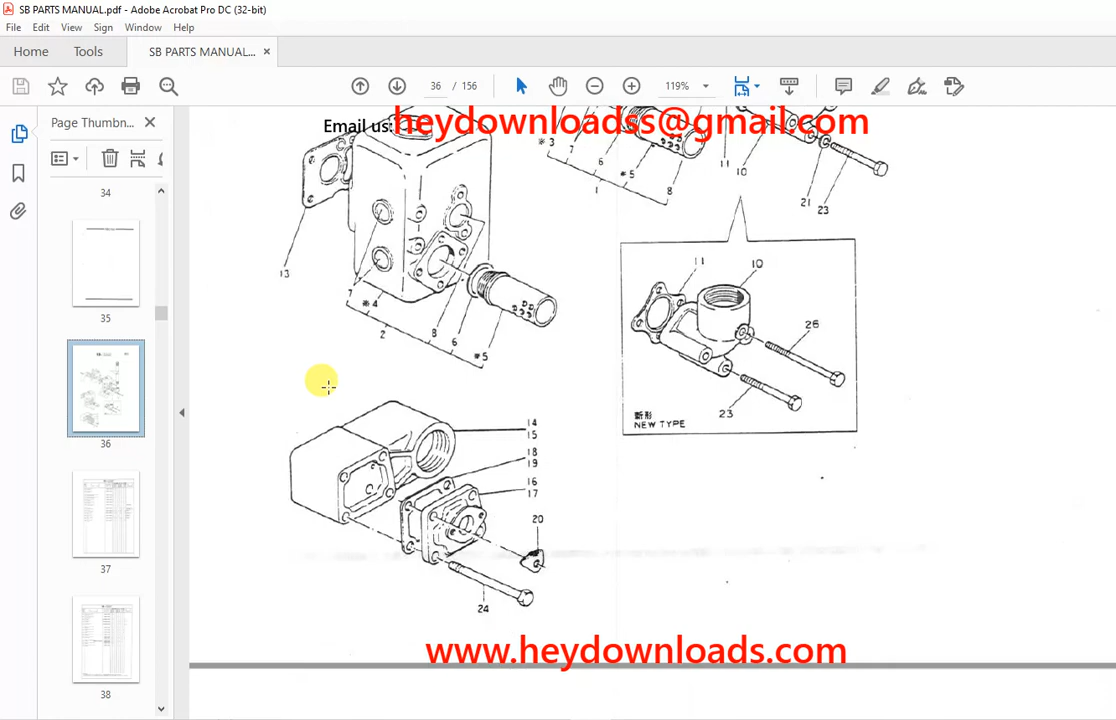 SB PARTS MANUAL.pdf - Adobe Acrobat Pro DC (32-bit)
File Edit View Sign Window Help
Home Tools SB PARTS MANUAL... ×
36 / 156 119%
Page Thumbn...
34
35
36
37
38
Email us: heydownloadss@gmail.com
※3 7 6 ※5 8
1
11 10 21 23
13
7 ※4 8 6 ※5
2
11 10
26
23
新形
NEW TYPE
14
15
18
19
16
17
20
24
www.heydownloads.com